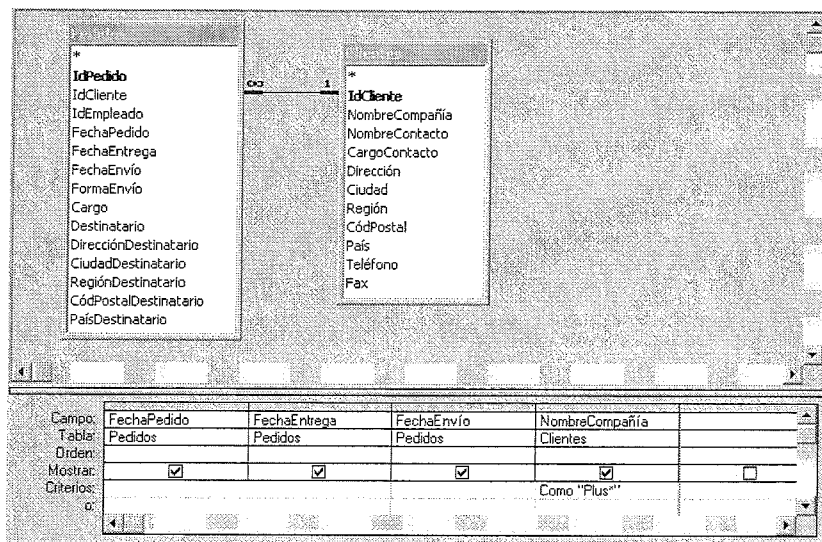 *
IdPedido
IdCliente
IdEmpleado
FechaPedido
FechaEntrega
FechaEnvío
FormaEnvío
Cargo
Destinatario
DirecciónDestinatario
CiudadDestinatario
RegiónDestinatario
CódPostalDestinatario
PaísDestinatario
∞ 1
*
IdCliente
NombreCompañía
NombreContacto
CargoContacto
Dirección
Ciudad
Región
CódPostal
País
Teléfono
Fax
Campo: FechaPedido FechaEntrega FechaEnvío NombreCompañía
Tabla: Pedidos Pedidos Pedidos Clientes
Orden:
Mostrar:
Criterios: Como "Plus*"
o: